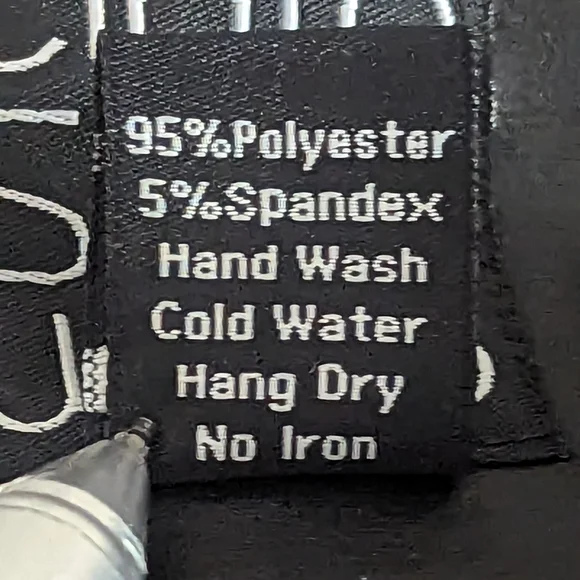 95%Polyester
5%Spandex
Hand Wash
Cold Water
Hang Dry
No Iron